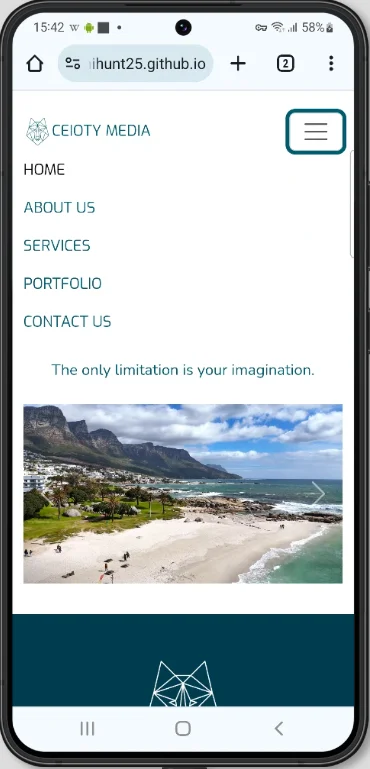 15:42 W
58%
ihunt25.github.io
2
CEIOTY MEDIA
HOME
ABOUT US
SERVICES
PORTFOLIO
CONTACT US
The only limitation is your imagination.